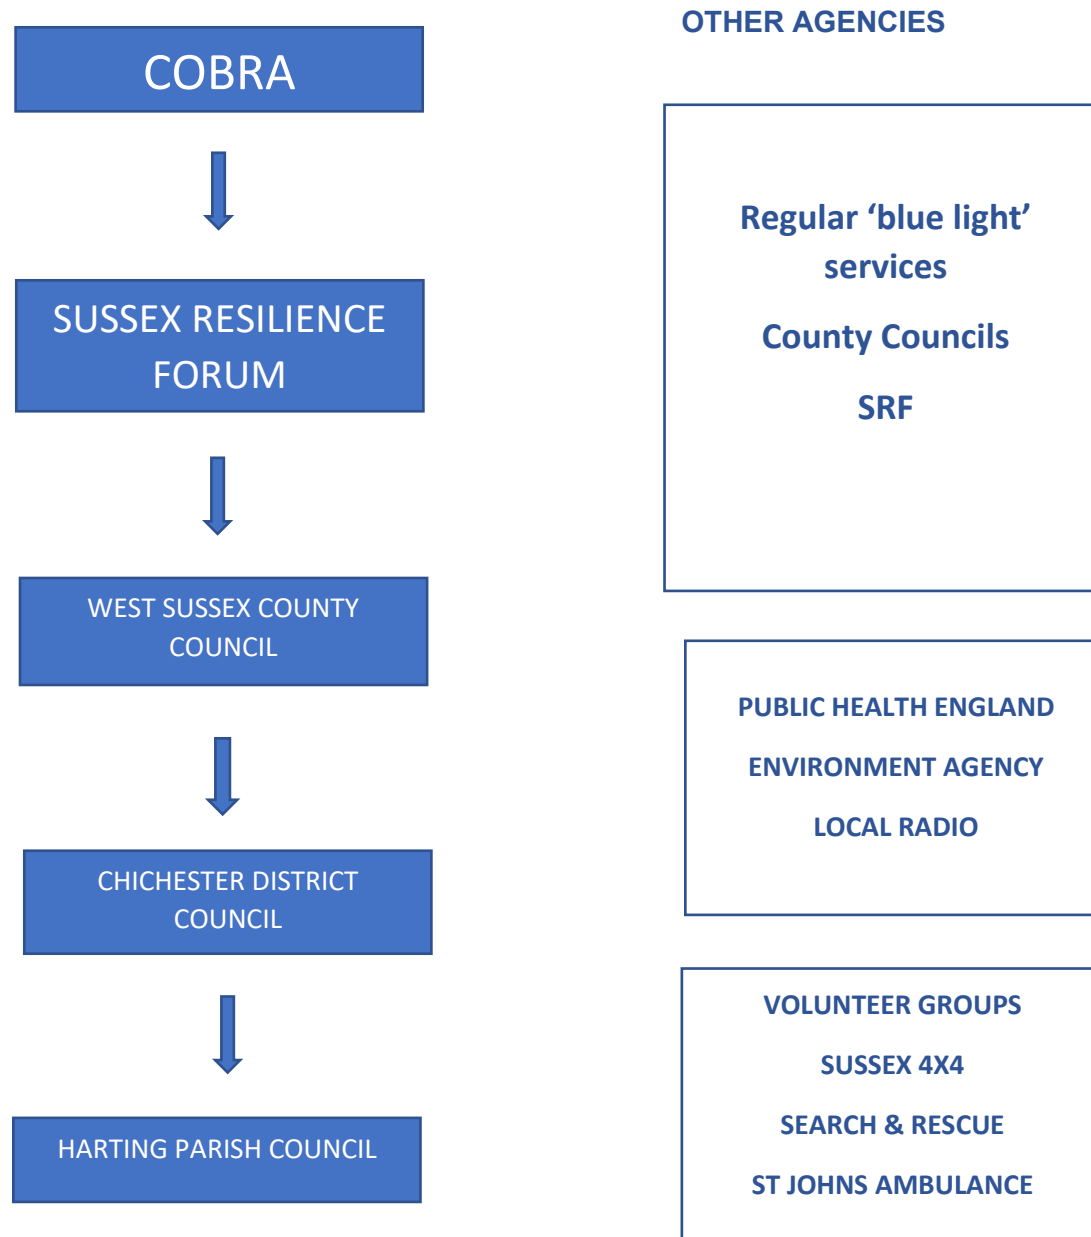 COBRA
SUSSEX RESILIENCE
FORUM
WEST SUSSEX COUNTY
COUNCIL
CHICHESTER DISTRICT
COUNCIL
HARTING PARISH COUNCIL
OTHER AGENCIES
Regular ‘blue light’
services
County Councils
SRF
PUBLIC HEALTH ENGLAND
ENVIRONMENT AGENCY
LOCAL RADIO
VOLUNTEER GROUPS
SUSSEX 4X4
SEARCH & RESCUE
ST JOHNS AMBULANCE